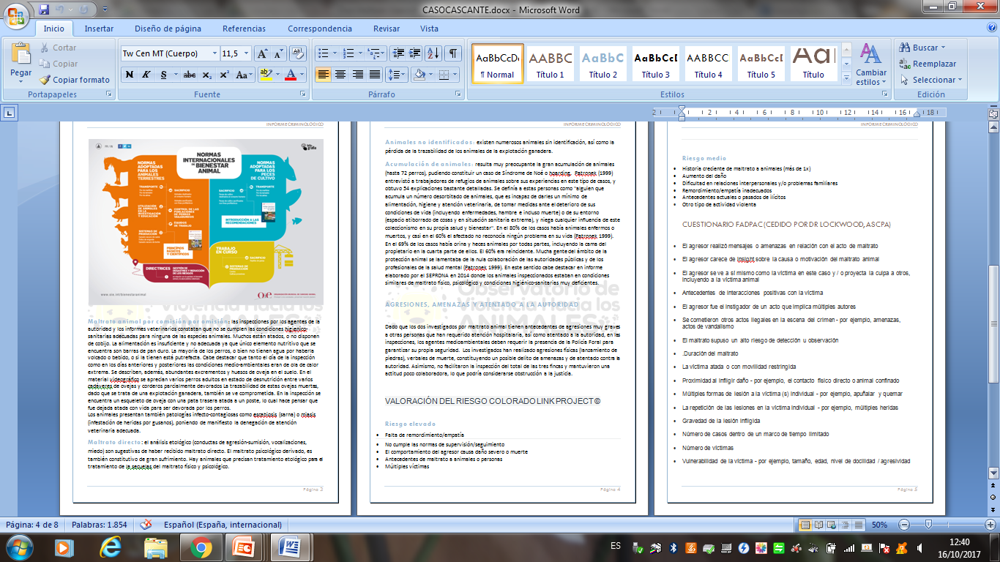 CASOCASCANTE.docx - Microsoft Word
Inicio
Insertar
Diseño de página
Referencias
Correspondencia
Revisar
Vista
Pegar
Cortar
Copiar
Copiar formato
Portapapeles
Tw Cen MT (Cuerpo)
11,5
Fuente
Párrafo
AaBbCcDc
¶ Normal
AABBC
Título 1
AaBbC
Título 2
AaBbCcI
Título 3
AABBCC
Título 4
AaBbCcI
Título 5
AaI
Título
Cambiar
estilos
Estilos
Buscar
Reemplazar
Seleccionar
Edición
2 2 4 6 8 10 12 14 16 18
INFORME CRIMINOLÓGICO
NORMAS
INTERNACIONALES
DE BIENESTAR
ANIMAL
NORMAS
ADOPTADAS
PARA LOS
ANIMALES
TERRESTRES
NORMAS
ADOPTADAS
PARA LOS
PECES
DE CULTIVO
TRANSPORTE
SACRIFICIO
UTILIZACIÓN
DE ANIMALES
EN LA
INVESTIGACIÓN
Y EDUCACIÓN
CONTROL DE LAS
POBLACIONES
DE PERROS
VAGABUNDOS
ÉQUIDOS
DE TRABAJO
SISTEMAS DE
PRODUCCIÓN
PRINCIPIOS
BÁSICOS
Y CIENTÍFICOS
TRANSPORTE
SACRIFICIO
INTRODUCCIÓN A LAS
RECOMENDACIONES
TRABAJO
EN CURSO
SACRIFICIO
SISTEMAS DE
PRODUCCIÓN
DIRECTRICES
GESTIÓN DE
DESASTRES Y REDUCCIÓN
DE LOS RIESGOS
www.oie.int/bienestaranimal
Oie
Observatorio de
Violencia Hacia los
ANIMALES
Maltrato animal por comisión por omisión: las inspecciones por los agentes de la
autoridad y los informes veterinarios constatan que no se cumplen las condiciones higiénico-
sanitarias adecuadas para ninguna de las especies animales. Muchos están atados, o no disponen
de cobijo. La alimentación es insuficiente y no adecuada ya que único elemento nutritivo que se
encuentra son barras de pan duro. La mayoría de los perros, o bien no tienen agua por haberla
volcado o bebido, o si la tienen está putrefacta. Cabe destacar que tanto el día de la inspección
como en los días anteriores y posteriores las condiciones medio-ambientales eran de ola de calor
extrema. Se describen, además, abundantes excrementos y huesos de oveja en el suelo. En el
material videográfico se aprecian varios perros adultos en estado de desnutrición entre varios
cadáveres de ovejas y corderos parcialmente devorados La trazabilidad de estas ovejas muertas,
dado que se trata de una explotación ganadera, también se ve comprometida. En la inspección se
encuentra un esqueleto de oveja con una pata trasera atada a un poste, lo cual hace pensar que
fue dejada atada con vida para ser devorada por los perros.
Los animales presentan también patologías infecto-contagiosas como escabiosis (sarna) o miasis
(infestación de heridas por gusanos), poniendo de manifiesto la denegación de atención
veterinaria adecuada.
Maltrato directo: el análisis etológico (conductas de agresión-sumisión, vocalizaciones,
miedo) son sugestivas de haber recibido maltrato directo. El maltrato psicológico derivado, es
también constitutivo de gran sufrimiento. Hay animales que precisan tratamiento etológico para el
tratamiento de la secuelas del maltrato físico y psicológico.
Página 3
INFORME CRIMINOLÓGICO
Animales no identificados: existen numerosos animales sin identificación, así como la
pérdida de la trazabilidad de los animales de la explotación ganadera.
Acumulación de animales: resulta muy preocupante la gran acumulación de animales
(hasta 72 perros), pudiendo constituir un caso de Síndrome de Noé o hoarding. Patronek (1999)
entrevistó a trabajadores de refugios de animales sobre sus experiencias en este tipo de casos, y
obtuvo 54 explicaciones bastante detalladas. Se definía a estas personas como "alguien que
acumula un número desorbitado de animales, que es incapaz de darles un mínimo de
alimentación, higiene y atención veterinaria, de tomar medidas ante el deterioro de sus
condiciones de vida (incluyendo enfermedades, hambre e incluso muerte) o de su entorno
(espacio atiborrado de cosas y en situación sanitaria extrema), y niega cualquier influencia de este
coleccionismo en su propia salud y bienestar". En el 80% de los casos había animales enfermos o
muertos, y casi en el 60% el afectado no reconocía ningún problema en su vida (Patronek 1999).
En el 69% de los casos había orina y heces animales por todas partes, incluyendo la cama del
propietario en la cuarta parte de ellos. El 60% era reincidente. Mucha gente del ámbito de la
protección animal se lamentaba de la nula colaboración de las autoridades públicas y de los
profesionales de la salud mental (Patronek 1999). En este sentido cabe destacar en informe
elaborado por el SEPRONA en 2014 donde los animales inspeccionados estaban en condiciones
similares de maltrato físico, psicológico y condiciones higiénico-sanitarias muy deficientes.
Observatorio de
Violencia Hacia los
ANIMALES
AGRESIONES, AMENAZAS Y ATENTADO A LA AUTORIDAD
Dado que los dos investigados por maltrato animal tienen antecedentes de agresiones muy graves
a otras personas que han requerido atención hospitalaria, así como atentado a la autoridad, en las
inspecciones, los agentes medioambientales deben requerir la presencia de la Policía Foral para
garantizar su propia seguridad. Los investigados han realizado agresiones físicas (lanzamiento de
piedras), verbales de muerte, constituyendo un posible delito de amenazas y de atentado contra la
autoridad. Asimismo, no facilitaron la inspección del total de las tres fincas y mantuvieron una
actitud poco colaboradora, lo que podría considerarse obstrucción a la justicia.
VALORACIÓN DEL RIESGO COLORADO LINK PROJECT ©
Riesgo elevado
• Falta de remordimiento/empatía
• No cumple las normas de supervisión/seguimiento
• El comportamiento del agresor causa daño severo o muerte
• Antecedentes de maltrato a animales o personas
• Múltiples víctimas
Página 4
INFORME CRIMINOLÓGICO
Riesgo medio
• Historia creciente de maltrato a animales (más de 1x)
• Aumento del daño
• Dificultad en relaciones interpersonales y/o problemas familiares
• Remordimiento/empatía inadecuados
• Antecedentes actuales o pasados de ilícitos
• Otro tipo de actividad violenta
CUESTIONARIO FADPAC (CEDIDO POR DR LOCKWOOD, ASCPA)
• El agresor realizó mensajes o amenazas en relación con el acto de maltrato
• El agresor carece de insight sobre la causa o motivación del maltrato animal
• El agresor se ve a sí mismo como la víctima en este caso y / o proyecta la culpa a otros,
incluyendo a la víctima animal
• Antecedentes de interacciones positivas con la víctima
• El agresor fue el instigador de un acto que implica múltiples autores
• Se cometieron otros actos ilegales en la escena del crimen - por ejemplo, amenazas,
actos de vandalismo
• El maltrato supuso un alto riesgo de detección u observación
• .Duración del maltrato
• La víctima atada o con movilidad restringida
• Proximidad al infligir daño - por ejemplo, el contacto físico directo o animal confinado
• Múltiples formas de lesión a la víctima (s) individual - por ejemplo, apuñalar y quemar
• La repetición de las lesiones en la víctima individual - por ejemplo, múltiples heridas
• Gravedad de la lesión infligida
• Número de casos dentro de un marco de tiempo limitado
• Número de víctimas
• Vulnerabilidad de la víctima - por ejemplo, tamaño, edad, nivel de docilidad / agresividad
Página 5
Página: 4 de 8
Palabras: 1.854
Español (España, internacional)
50%
ES
12:40
16/10/2017